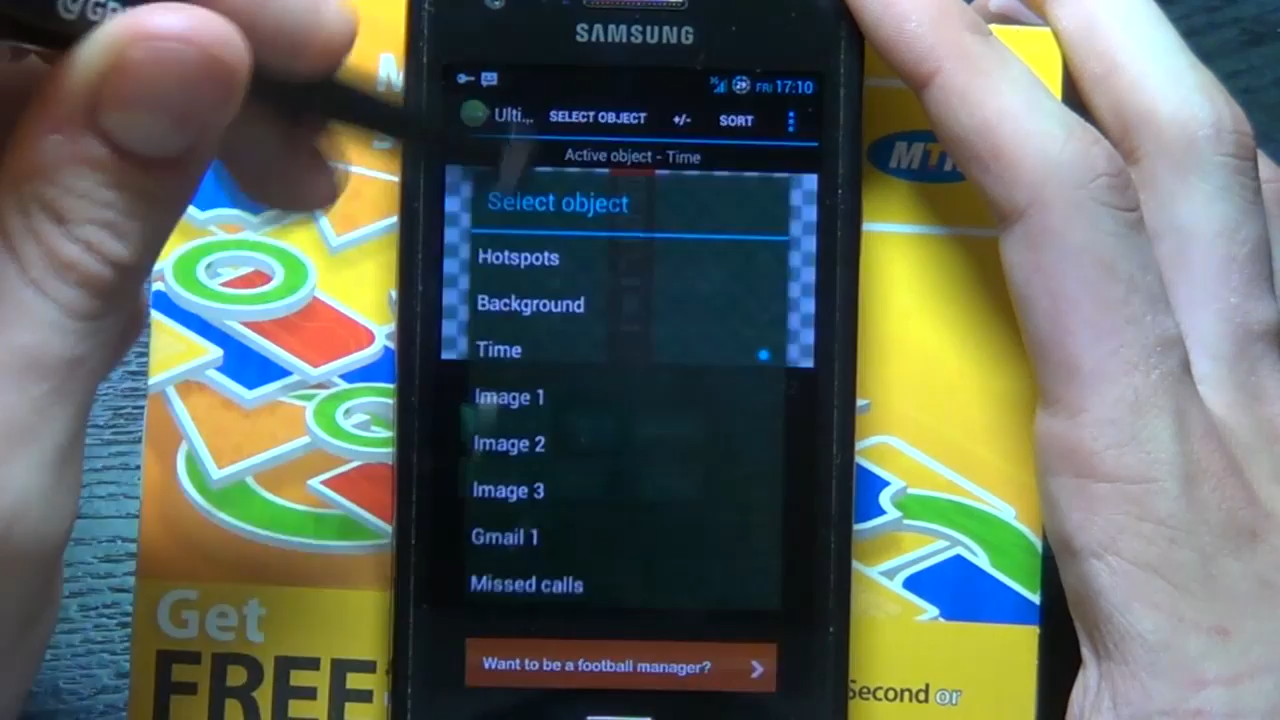 SAMSUNG
FRI 17:10
Ulti... SELECT OBJECT +/- SORT
Active object - Time
Select object
Hotspots
Background
Time
Image 1
Image 2
Image 3
Gmail 1
Missed calls
Want to be a football manager?
MTN
Get
FREE
Second or